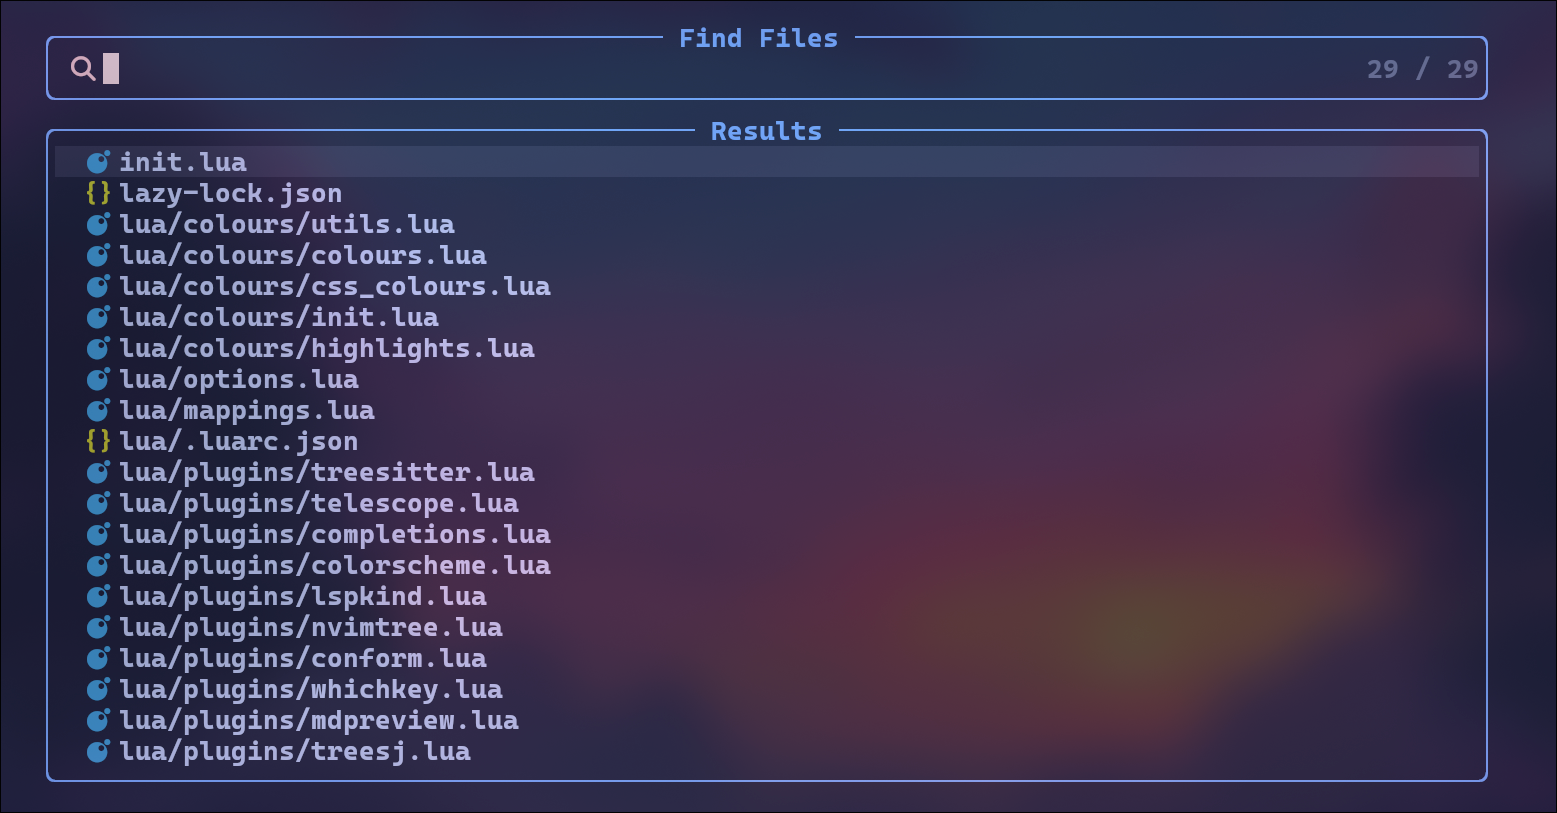 Find Files
29 / 29
Results
init.lua
{} lazy-lock.json
lua/colours/utils.lua
lua/colours/colours.lua
lua/colours/css_colours.lua
lua/colours/init.lua
lua/colours/highlights.lua
lua/options.lua
lua/mappings.lua
{} lua/.luarc.json
lua/plugins/treesitter.lua
lua/plugins/telescope.lua
lua/plugins/completions.lua
lua/plugins/colorscheme.lua
lua/plugins/lspkind.lua
lua/plugins/nvimtree.lua
lua/plugins/conform.lua
lua/plugins/whichkey.lua
lua/plugins/mdpreview.lua
lua/plugins/treesj.lua